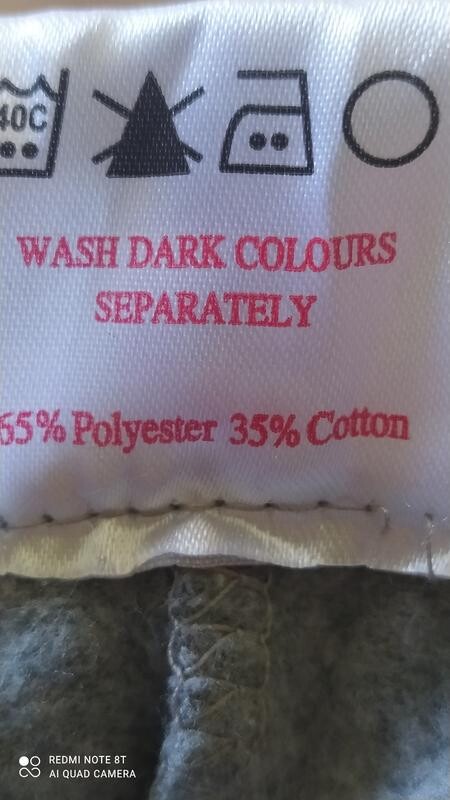 40C
WASH DARK COLOURS
SEPARATELY
65% Polyester 35% Cotton
REDMI NOTE 8T
AI QUAD CAMERA